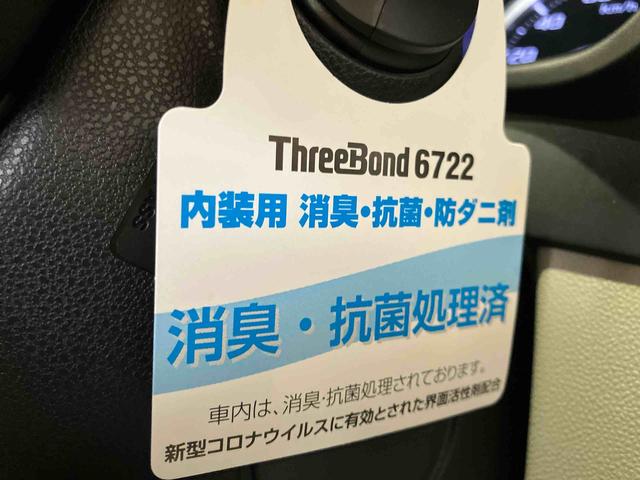 ThreeBond 6722
内装用 消臭・抗菌・防ダニ剤
消臭・抗菌処理済
車内は、消臭・抗菌処理されております。
新型コロナウイルスに有効とされた界面活性剤配合